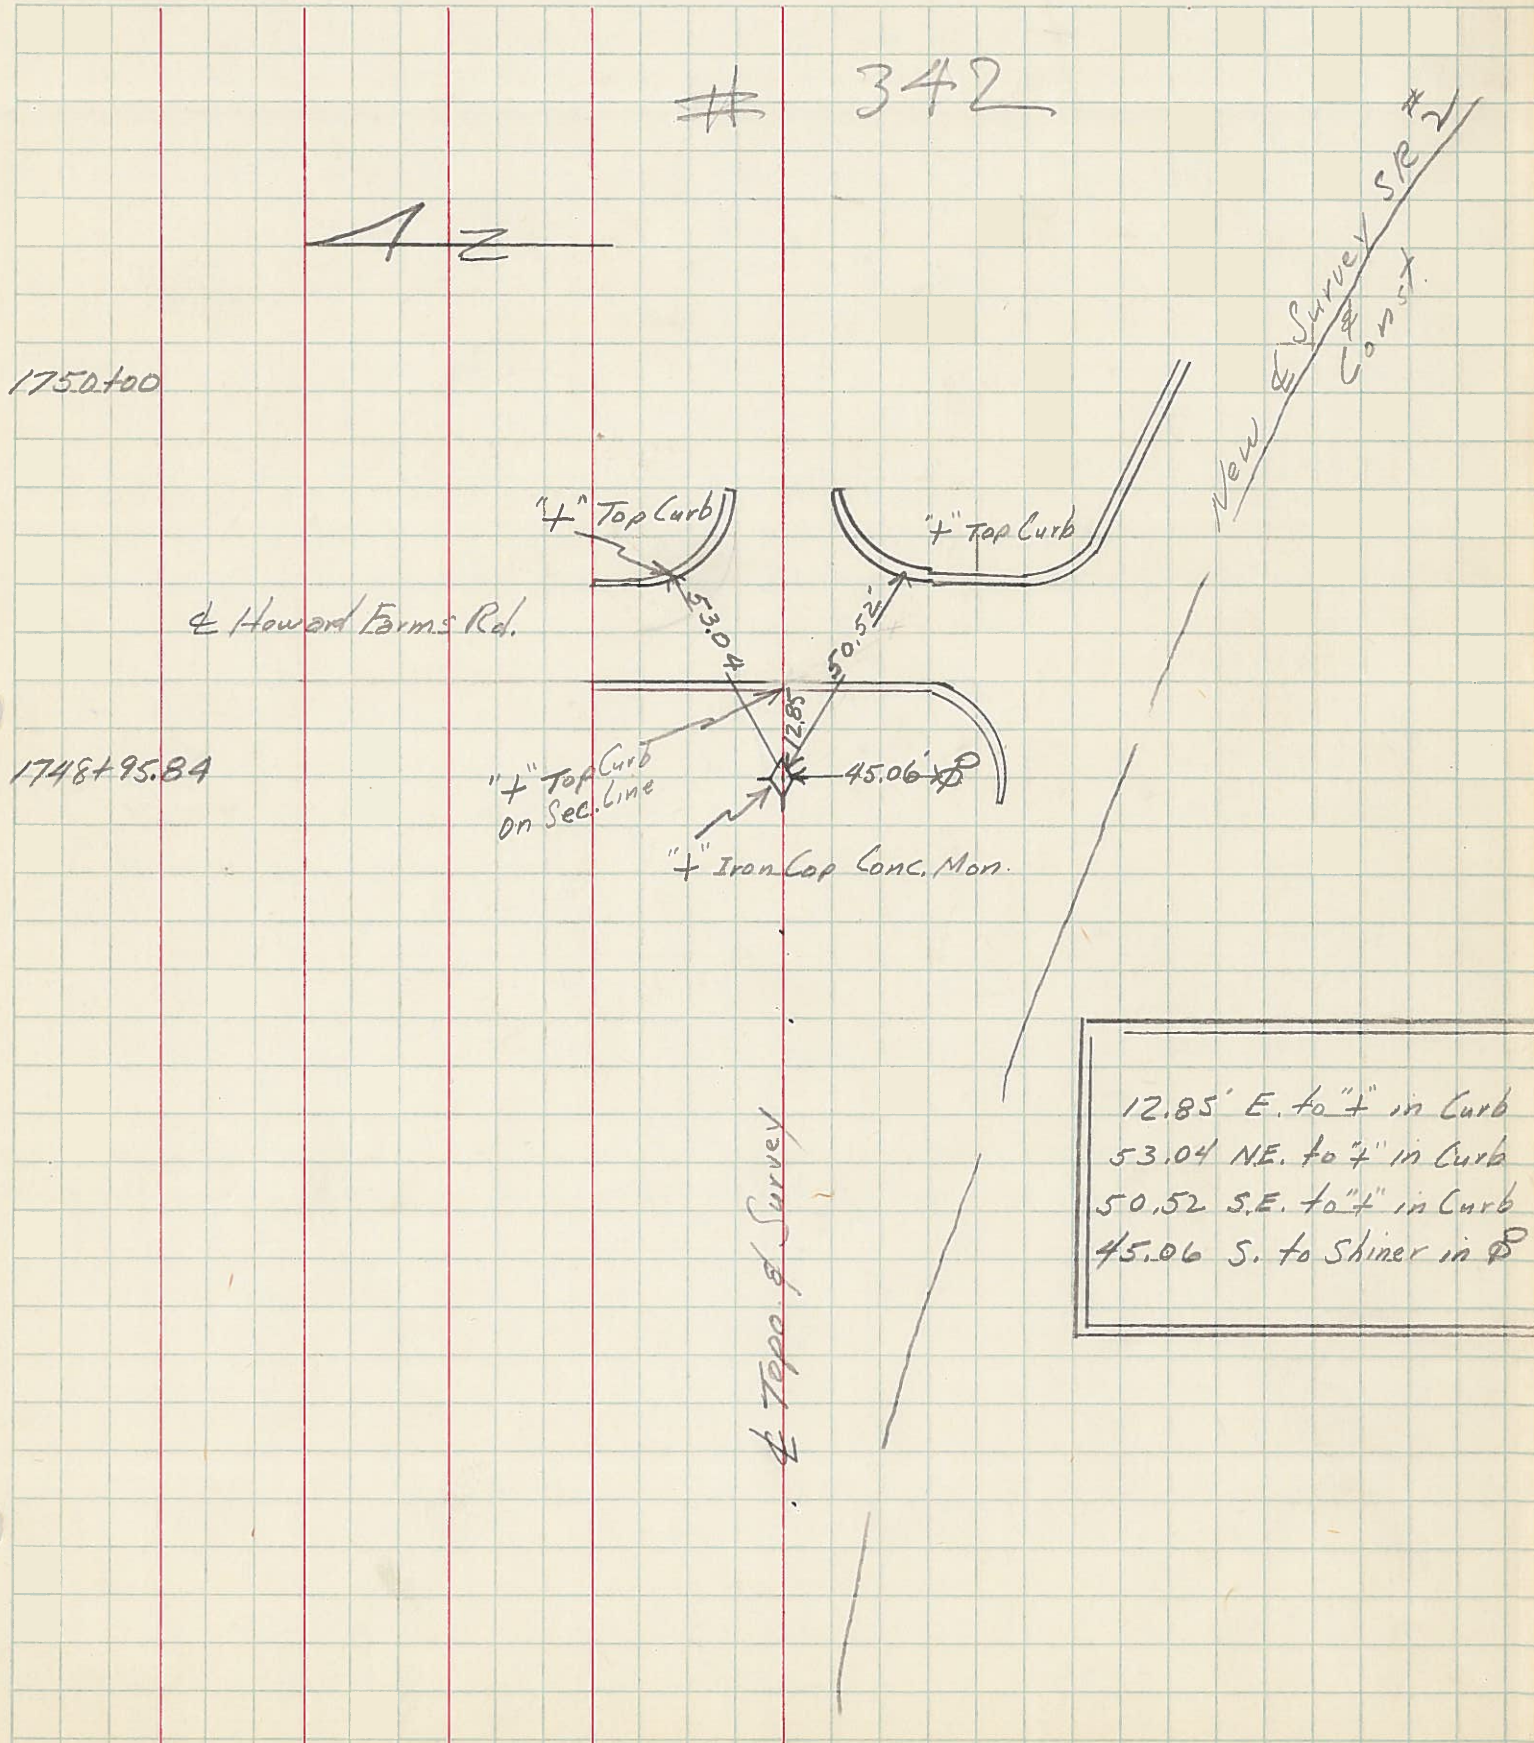 # 342
N
New ℄ Survey SR #2
& Const.
1750+00
"+" Top Curb
"+" Top Curb
℄ Howard Farms Rd.
53.04
50.52'
12.85
1748+95.84
"+" Top Curb
on Sec. Line
45.06'
"+" Iron Cap Conc. Mon.
℄ Topo. & Survey
12.85' E. to "+" in Curb
53.04 NE. to "+" in Curb
50.52 S.E. to "+" in Curb
45.06 S. to Shiner in